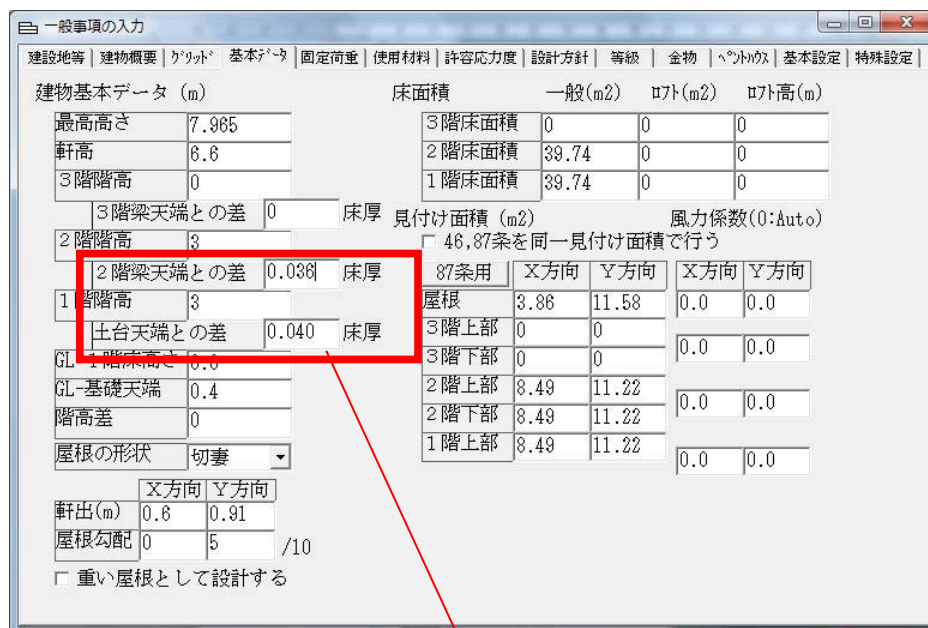 一般事項の入力
建設地等 建物概要 グリッド 基本データ 固定荷重 使用材料 許容応力度 設計方針 等級 金物 ペントハウス 基本設定 特殊設定
建物基本データ (m)
最高高さ 7.965
軒高 6.6
3階階高 0
3階梁天端との差 0 床厚
2階階高 3
2階梁天端との差 0.036 床厚
1階階高 3
土台天端との差 0.040 床厚
GL-1階床高さ
GL-基礎天端 0.4
階高差 0
屋根の形状 切妻
X方向 Y方向
軒出(m) 0.6 0.91
屋根勾配 0 5 /10
重い屋根として設計する
床面積 一般(m2) ロフト(m2) ロフト高(m)
3階床面積 0 0 0
2階床面積 39.74 0 0
1階床面積 39.74 0 0
見付け面積 (m2) 風力係数(0:Auto)
46,87条を同一見付け面積で行う
87条用 X方向 Y方向 X方向 Y方向
屋根 3.86 11.58 0.0 0.0
3階上部 0 0
0.0 0.0
3階下部 0 0
2階上部 8.49 11.22
0.0 0.0
2階下部 8.49 11.22
1階上部 8.49 11.22
0.0 0.0